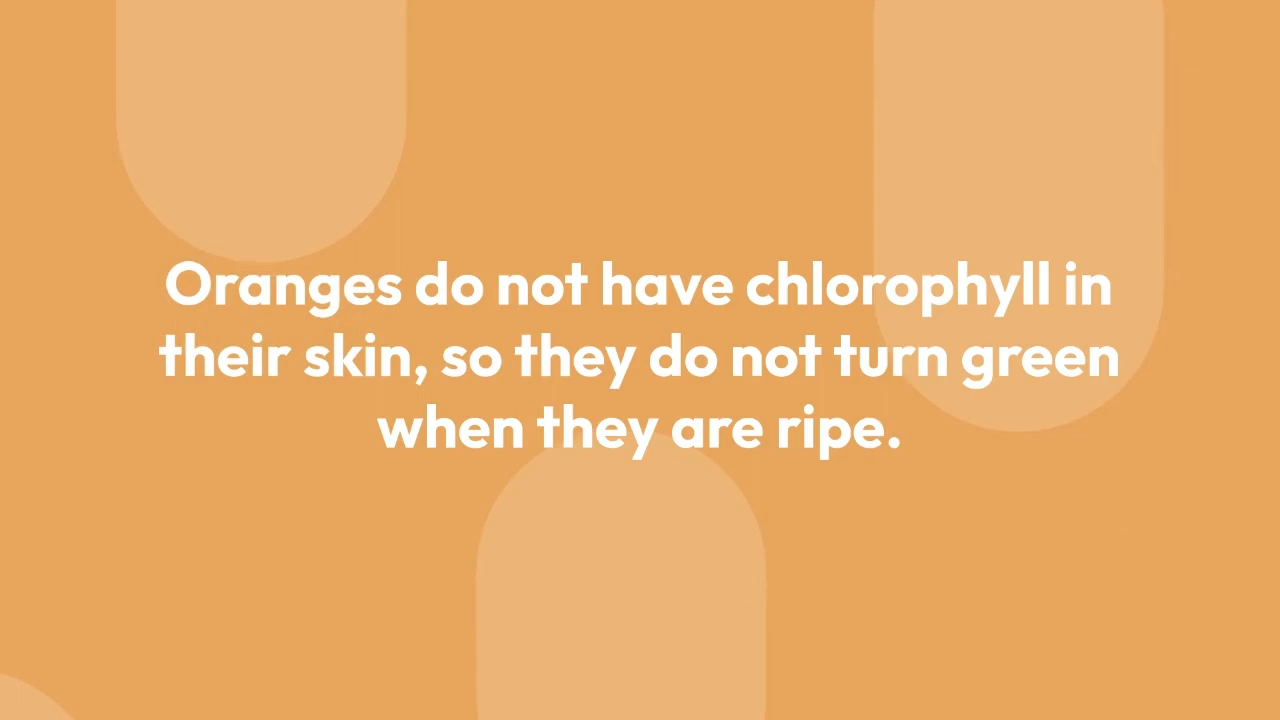 Oranges do not have chlorophyll in
their skin, so they do not turn green
when they are ripe.